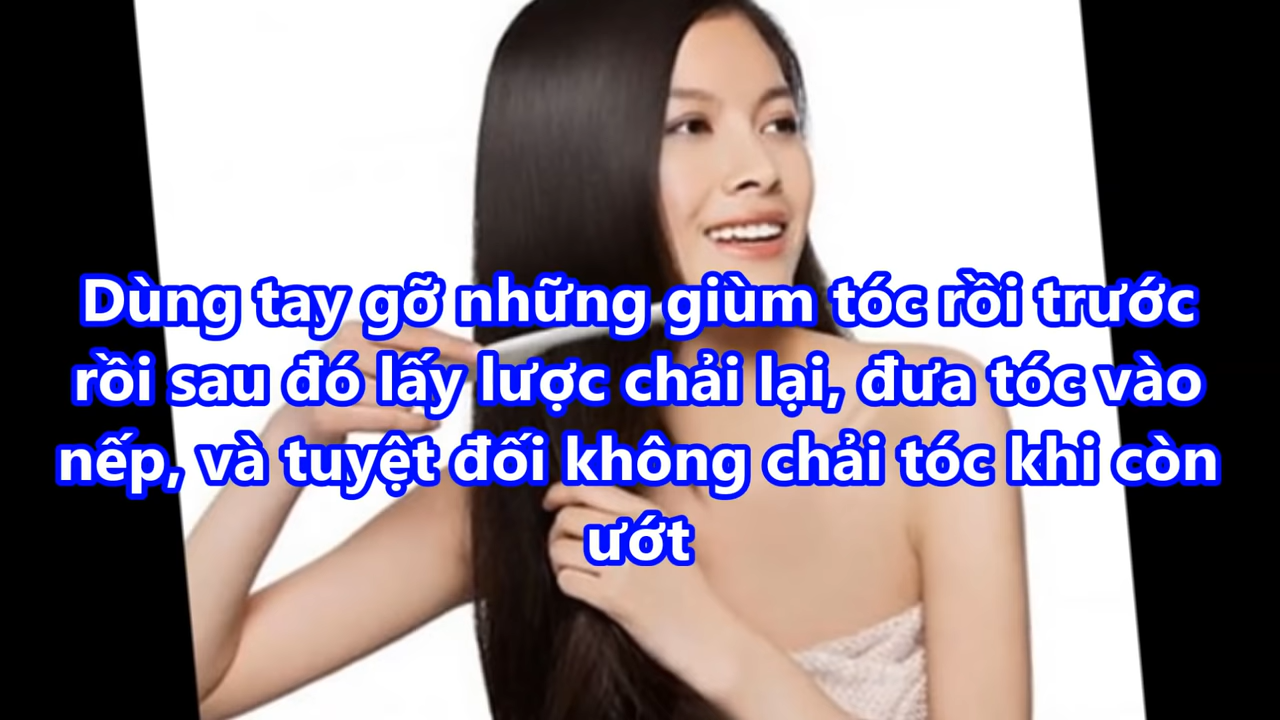 Dùng tay gỡ những giùm tóc rồi trước
rồi sau đó lấy lược chải lại, đưa tóc vào
nếp, và tuyệt đối không chải tóc khi còn
ướt